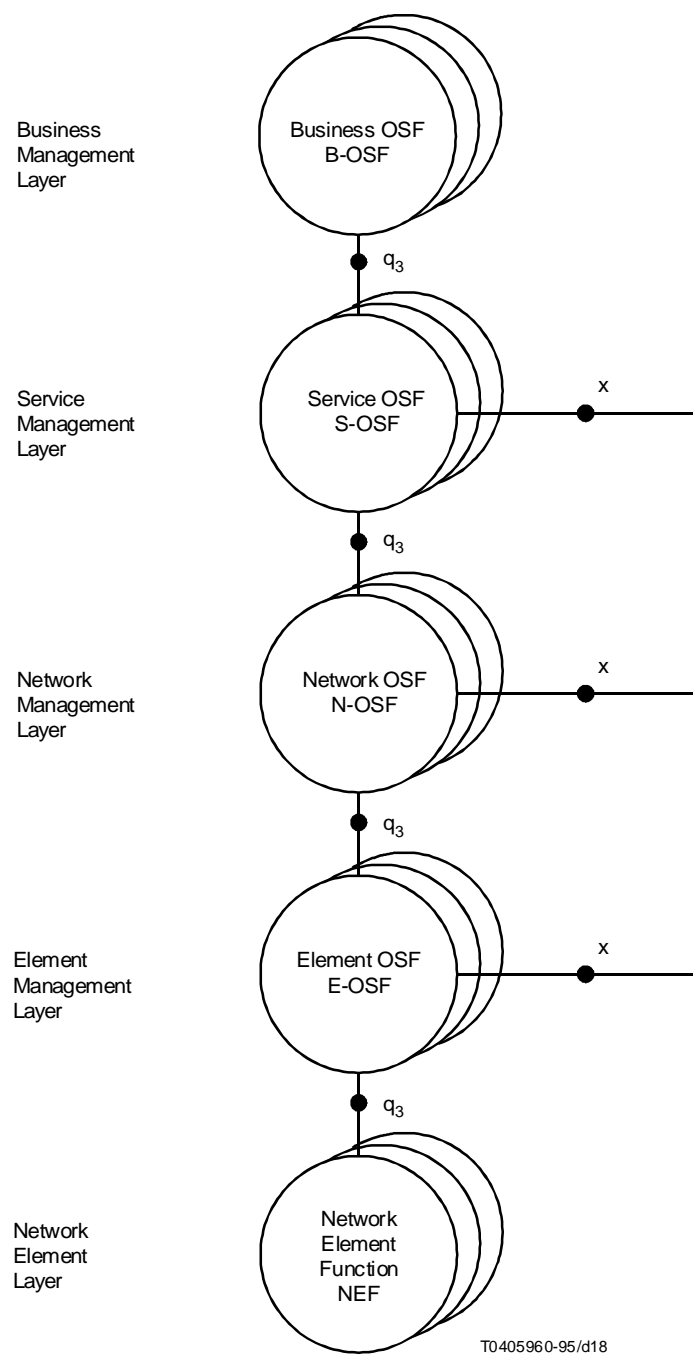 Business
Management
Layer
Business OSF
B-OSF
q3
Service
Management
Layer
Service OSF
S-OSF
x
q3
Network
Management
Layer
Network OSF
N-OSF
x
q3
Element
Management
Layer
Element OSF
E-OSF
x
q3
Network
Element
Layer
Network
Element
Function
NEF
T0405960-95/d18